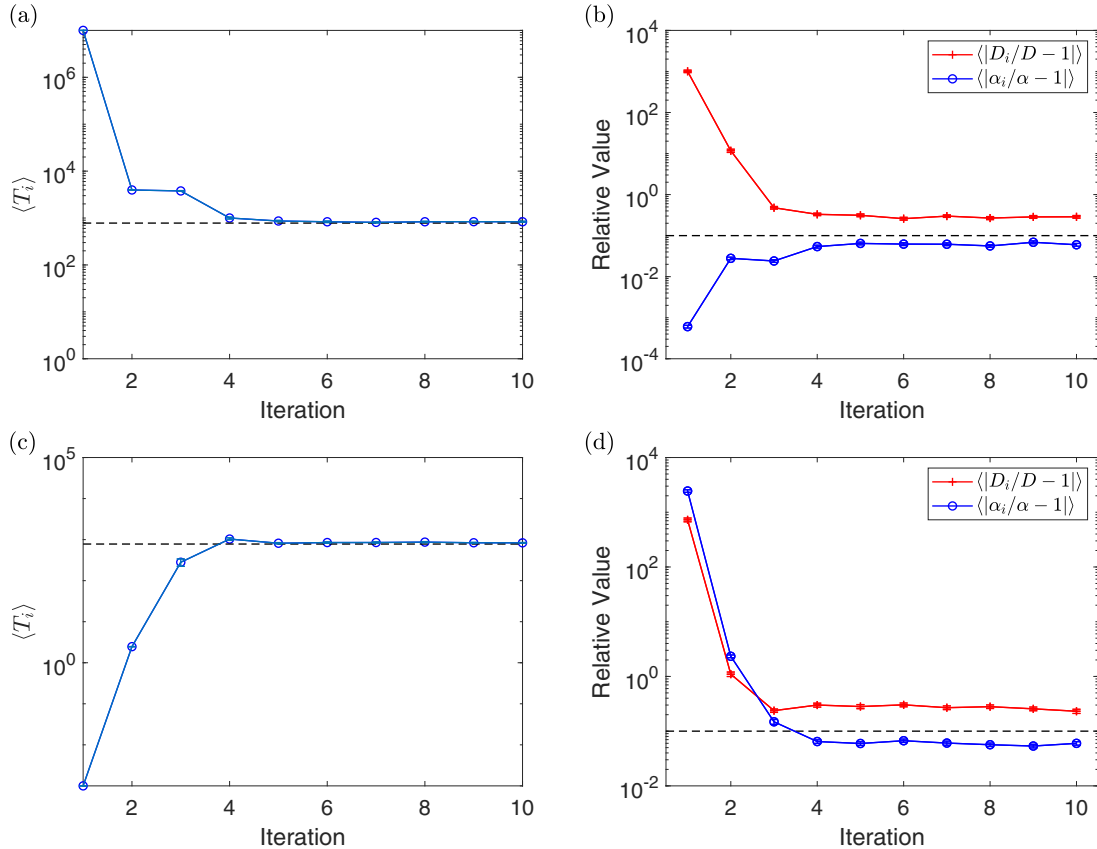 (a)
10^6
10^4
10^2
10^0
⟨T_i⟩
2 4 6 8 10
Iteration
(b)
10^4
10^2
10^0
10^-2
10^-4
Relative Value
⟨|D_i/D − 1|⟩
⟨|α_i/α − 1|⟩
2 4 6 8 10
Iteration
(c)
10^5
10^0
⟨T_i⟩
2 4 6 8 10
Iteration
(d)
10^4
10^2
10^0
10^-2
Relative Value
⟨|D_i/D − 1|⟩
⟨|α_i/α − 1|⟩
2 4 6 8 10
Iteration